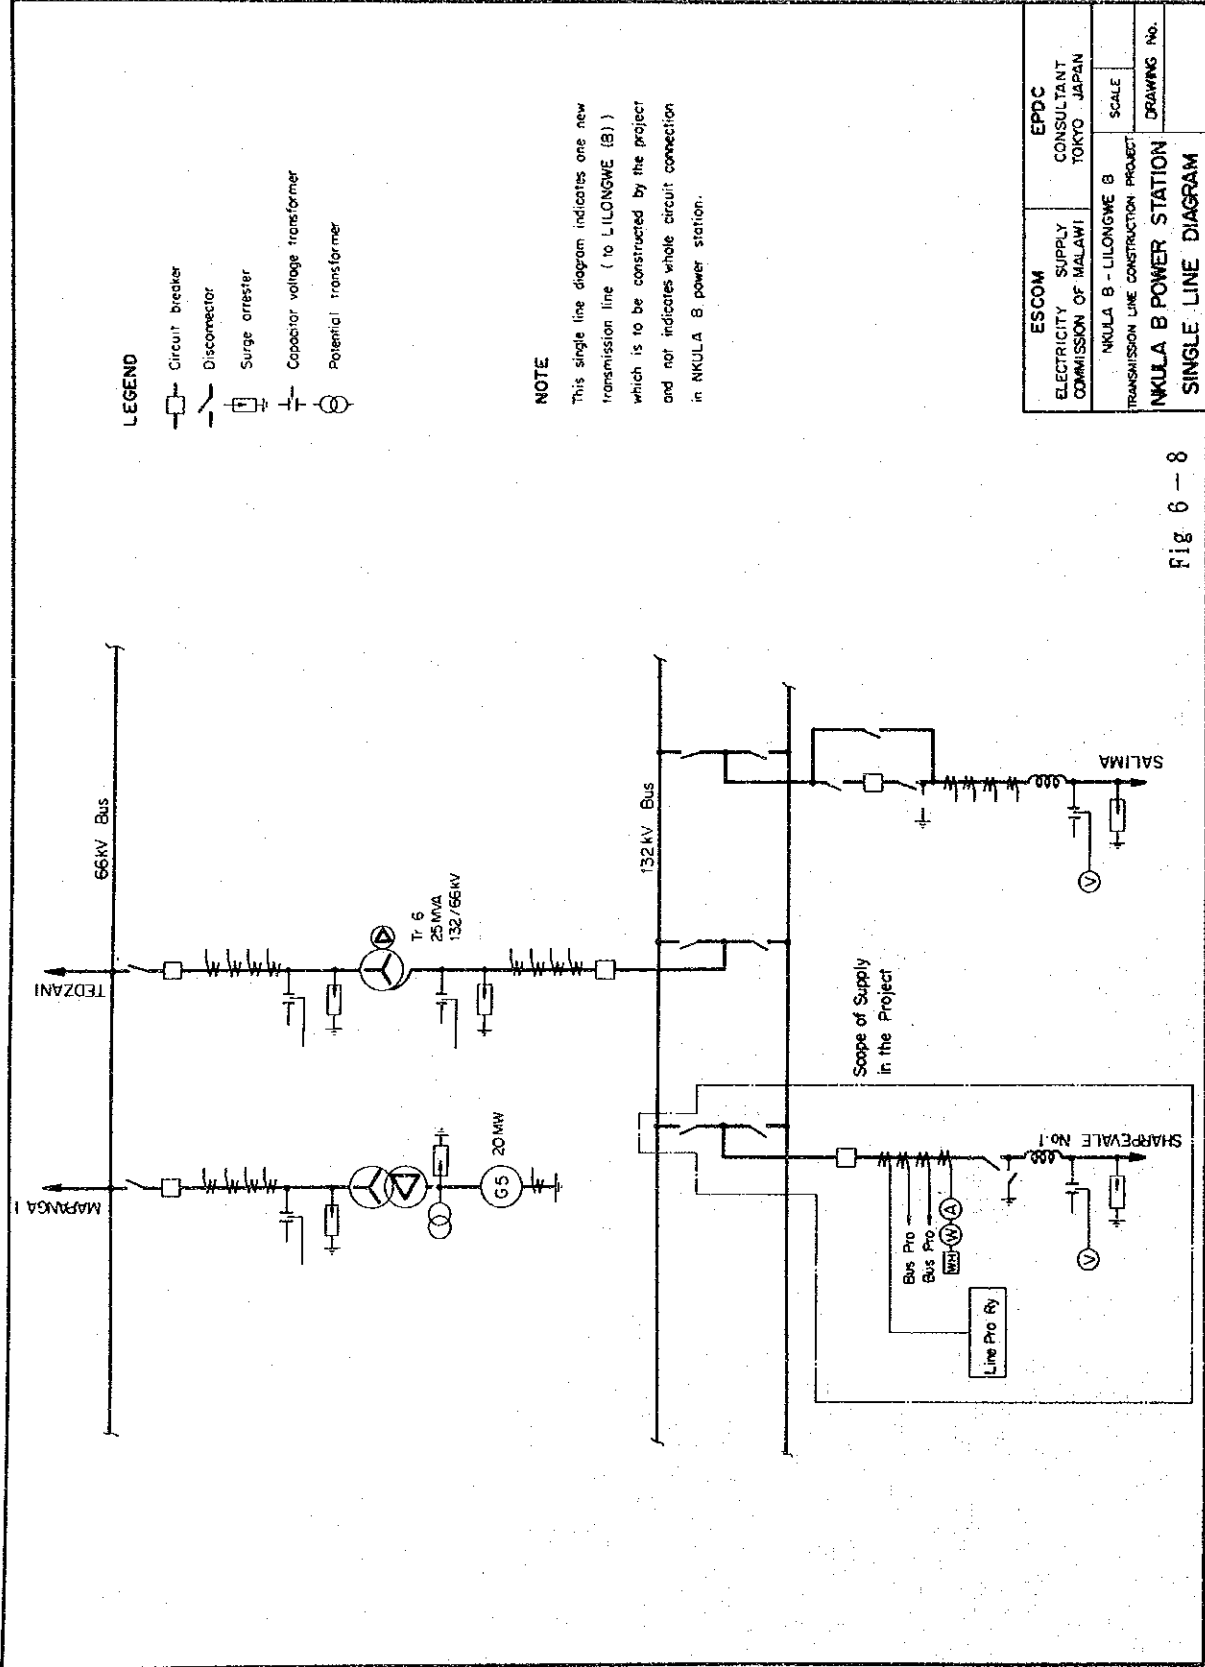 MAPANGA I
TEDZANI
66kV Bus
Tr 6
25 MVA
132/66kV
G5
20 MW
132kV Bus
Scope of Supply
in the Project
Bus Pro
Bus Pro
WH
W
A
Line Pro Ry
V
SHARPEVALE No.1
V
SALIMA
LEGEND
Circuit breaker
Disconnector
Surge arrester
Capacitor voltage transformer
Potential transformer
NOTE
This single line diagram indicates one new
transmission line ( to LILONGWE (B) )
which is to be constructed by the project
and not indicates whole circuit connection
in NKULA B power station.
ESCOM
ELECTRICITY SUPPLY
COMMISSION OF MALAWI
EPDC
CONSULTANT
TOKYO JAPAN
NKULA B - LILONGWE B
TRANSMISSION LINE CONSTRUCTION PROJECT
SCALE
NKULA B POWER STATION
SINGLE LINE DIAGRAM
DRAWING No.
Fig 6 - 8